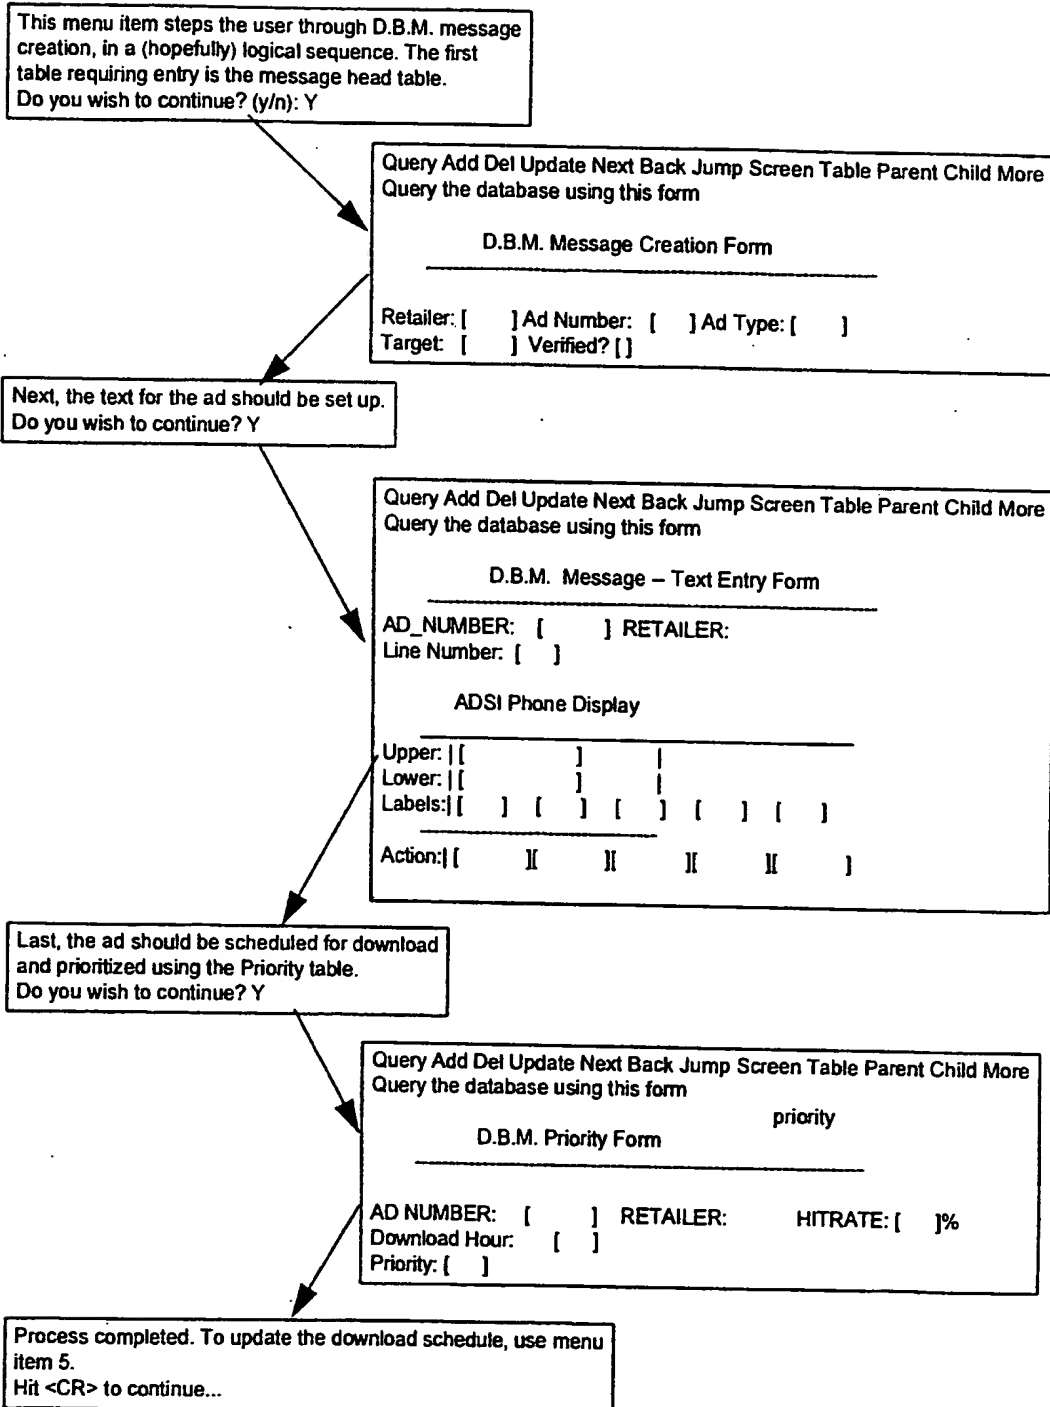 This menu item steps the user through D.B.M. message
creation, in a (hopefully) logical sequence. The first
table requiring entry is the message head table.
Do you wish to continue? (y/n): Y
Query Add Del Update Next Back Jump Screen Table Parent Child More
Query the database using this form
D.B.M. Message Creation Form
Retailer: [ ] Ad Number: [ ] Ad Type: [ ]
Target: [ ] Verified? [ ]
Next, the text for the ad should be set up.
Do you wish to continue? Y
Query Add Del Update Next Back Jump Screen Table Parent Child More
Query the database using this form
D.B.M. Message – Text Entry Form
AD_NUMBER: [ ] RETAILER:
Line Number: [ ]
ADSI Phone Display
Upper: | [ ] |
Lower: | [ ] |
Labels:| [ ] [ ] [ ] [ ] [ ]
Action:| [ ][ ][ ][ ][ ]
Last, the ad should be scheduled for download
and prioritized using the Priority table.
Do you wish to continue? Y
Query Add Del Update Next Back Jump Screen Table Parent Child More
Query the database using this form
priority
D.B.M. Priority Form
AD NUMBER: [ ] RETAILER: HITRATE: [ ]%
Download Hour: [ ]
Priority: [ ]
Process completed. To update the download schedule, use menu
item 5.
Hit <CR> to continue...